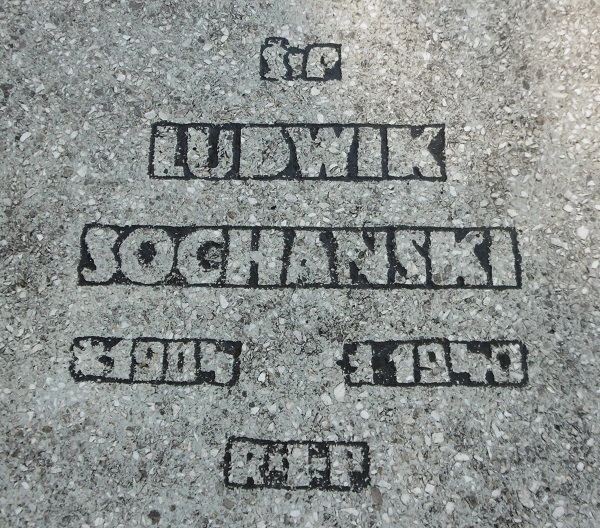 Ś.P
LUDWIK
SOCHANSKI
*1904 †1940
R.I.P